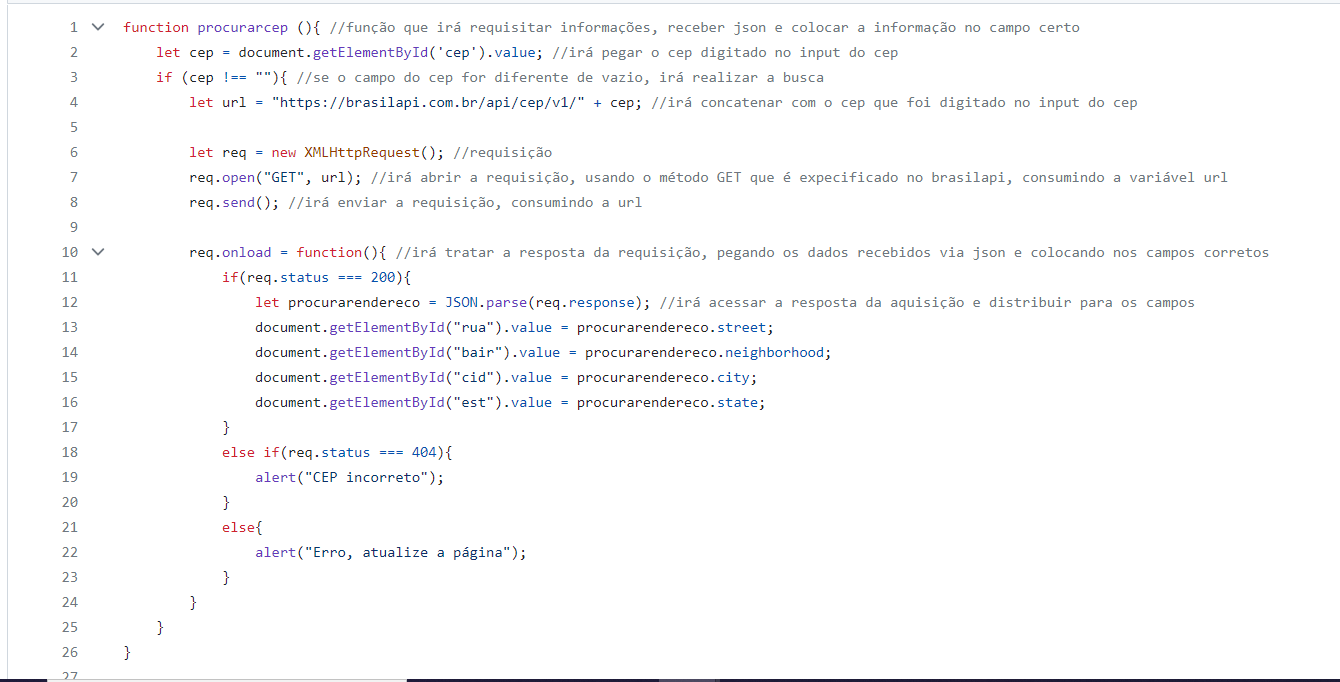 1 function procurarcep (){ //função que irá requisitar informações, receber json e colocar a informação no campo certo
2 let cep = document.getElementById('cep').value; //irá pegar o cep digitado no input do cep
3 if (cep !== ""){ //se o campo do cep for diferente de vazio, irá realizar a busca
4 let url = "https://brasilapi.com.br/api/cep/v1/" + cep; //irá concatenar com o cep que foi digitado no input do cep
5
6 let req = new XMLHttpRequest(); //requisição
7 req.open("GET", url); //irá abrir a requisição, usando o método GET que é expecificado no brasilapi, consumindo a variável url
8 req.send(); //irá enviar a requisição, consumindo a url
9
10 req.onload = function(){ //irá tratar a resposta da requisição, pegando os dados recebidos via json e colocando nos campos corretos
11 if(req.status === 200){
12 let procurarendereco = JSON.parse(req.response); //irá acessar a resposta da aquisição e distribuir para os campos
13 document.getElementById("rua").value = procurarendereco.street;
14 document.getElementById("bair").value = procurarendereco.neighborhood;
15 document.getElementById("cid").value = procurarendereco.city;
16 document.getElementById("est").value = procurarendereco.state;
17 }
18 else if(req.status === 404){
19 alert("CEP incorreto");
20 }
21 else{
22 alert("Erro, atualize a página");
23 }
24 }
25 }
26 }
27